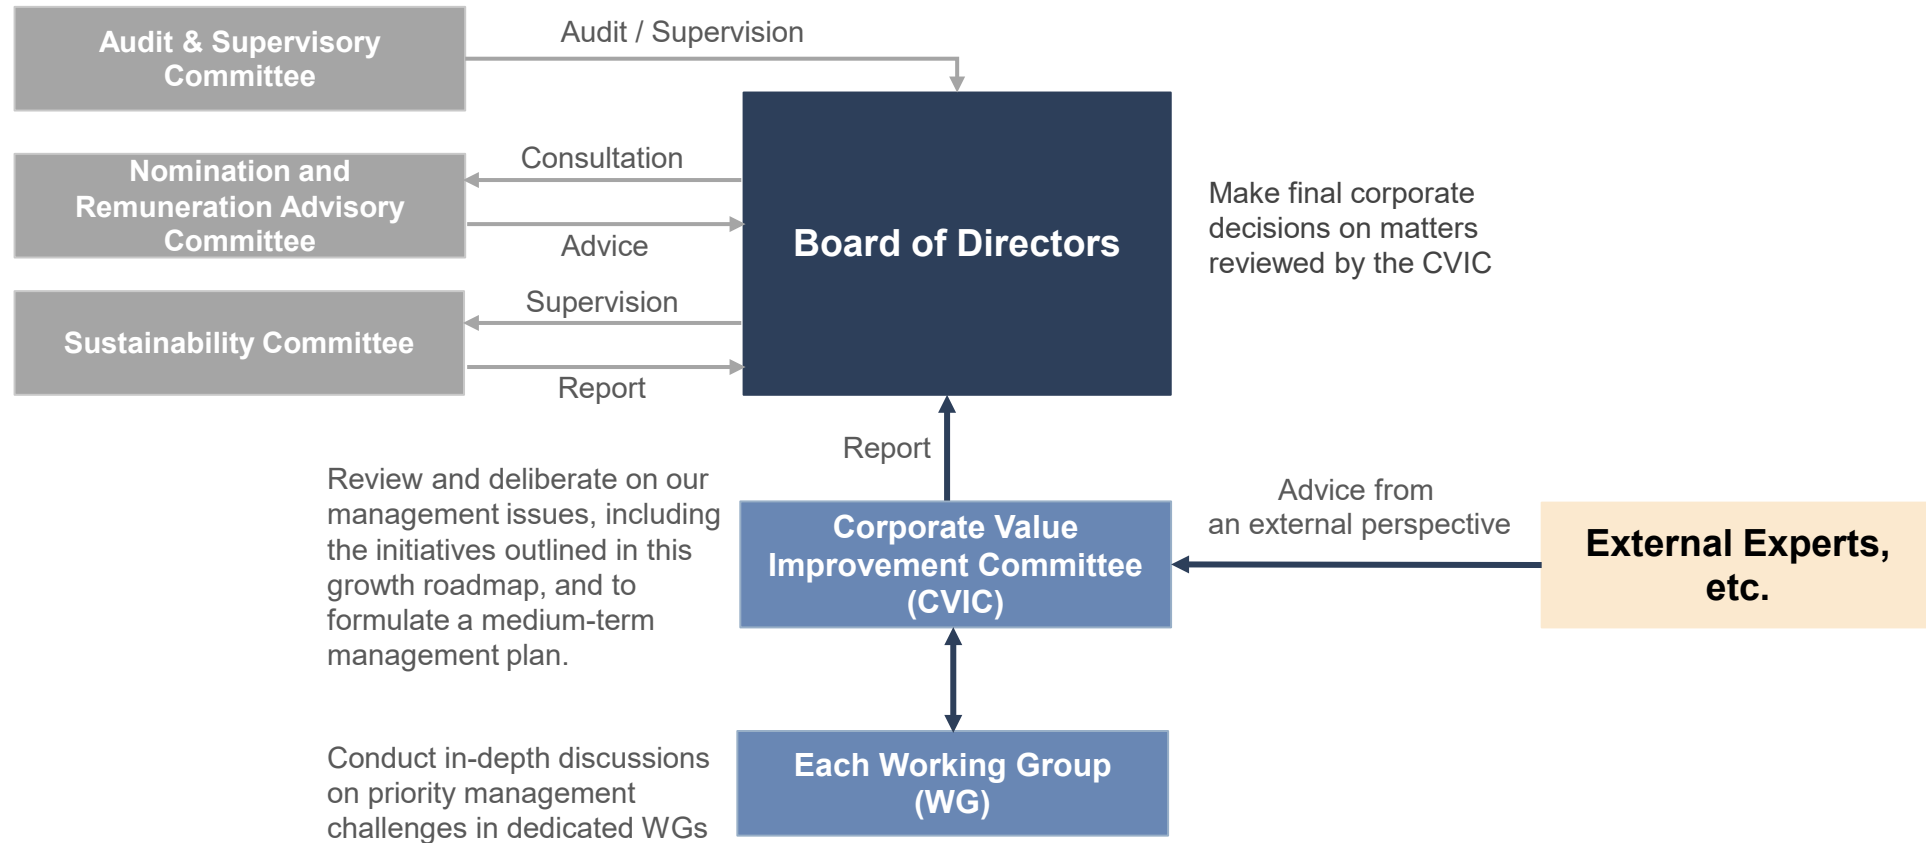 Audit & Supervisory
Committee
Audit / Supervision
Nomination and
Remuneration Advisory
Committee
Consultation
Advice
Board of Directors
Make final corporate
decisions on matters
reviewed by the CVIC
Sustainability Committee
Supervision
Report
Report
Review and deliberate on our
management issues, including
the initiatives outlined in this
growth roadmap, and to
formulate a medium-term
management plan.
Corporate Value
Improvement Committee
(CVIC)
Advice from
an external perspective
External Experts,
etc.
Conduct in-depth discussions
on priority management
challenges in dedicated WGs
Each Working Group
(WG)